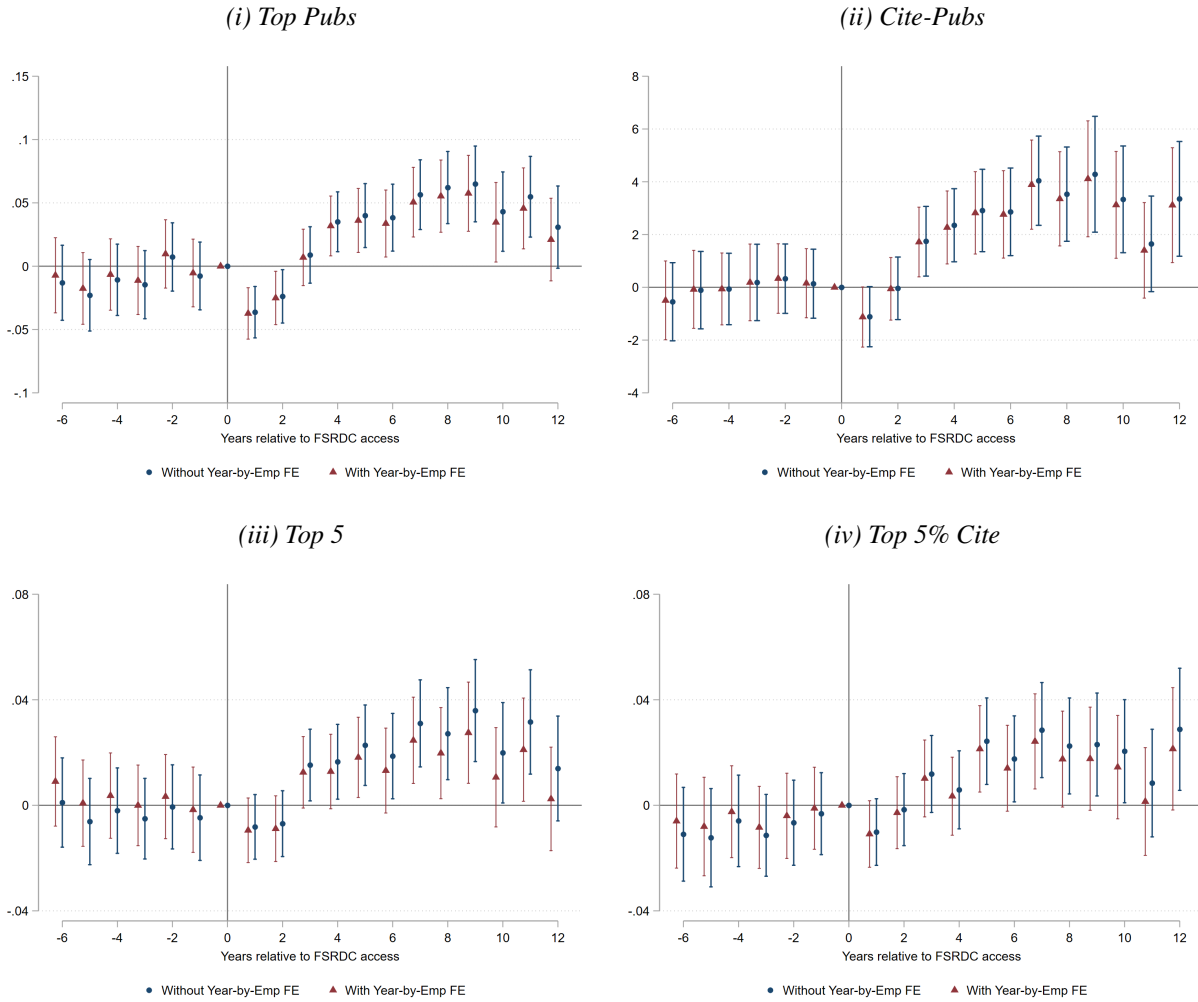 (i) Top Pubs
(ii) Cite-Pubs
.15
.1
.05
0
-.05
-.1
-6 -4 -2 0 2 4 6 8 10 12
Years relative to FSRDC access
Without Year-by-Emp FE With Year-by-Emp FE
8
6
4
2
0
-2
-4
-6 -4 -2 0 2 4 6 8 10 12
Years relative to FSRDC access
Without Year-by-Emp FE With Year-by-Emp FE
(iii) Top 5
(iv) Top 5% Cite
.08
.04
0
-.04
-6 -4 -2 0 2 4 6 8 10 12
Years relative to FSRDC access
Without Year-by-Emp FE With Year-by-Emp FE
.08
.04
0
-.04
-6 -4 -2 0 2 4 6 8 10 12
Years relative to FSRDC access
Without Year-by-Emp FE With Year-by-Emp FE